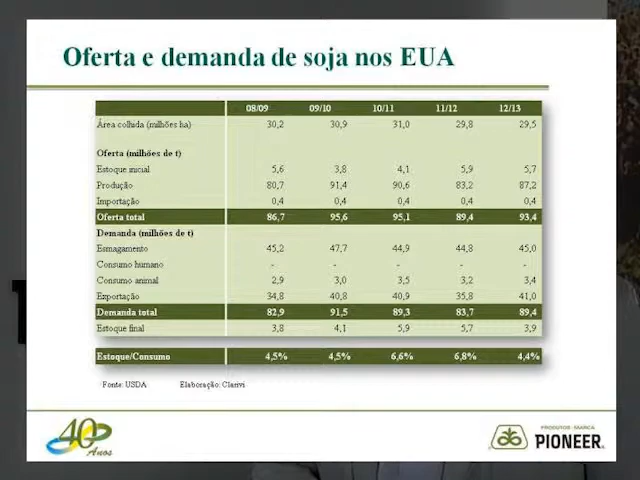 Oferta e demanda de soja nos EUA
08/09 09/10 10/11 11/12 12/13
Área colhida (milhões ha) 30,2 30,9 31,0 29,8 29,5
Oferta (milhões de t)
Estoque inicial 5,6 3,8 4,1 5,9 5,7
Produção 80,7 91,4 90,6 83,2 87,2
Importação 0,4 0,4 0,4 0,4 0,4
Oferta total 86,7 95,6 95,1 89,4 93,4
Demanda (milhões de t)
Esmagamento 45,2 47,7 44,9 44,8 45,0
Consumo humano - - - - -
Consumo animal 2,9 3,0 3,5 3,2 3,4
Exportação 34,8 40,8 40,9 35,8 41,0
Demanda total 82,9 91,5 89,3 83,7 89,4
Estoque final 3,8 4,1 5,9 5,7 3,9
Estoque/Consumo 4,5% 4,5% 6,6% 6,8% 4,4%
Fonte: USDA Elaboração: Clarivi
40 Anos
PRODUTOS MARCA
PIONEER.